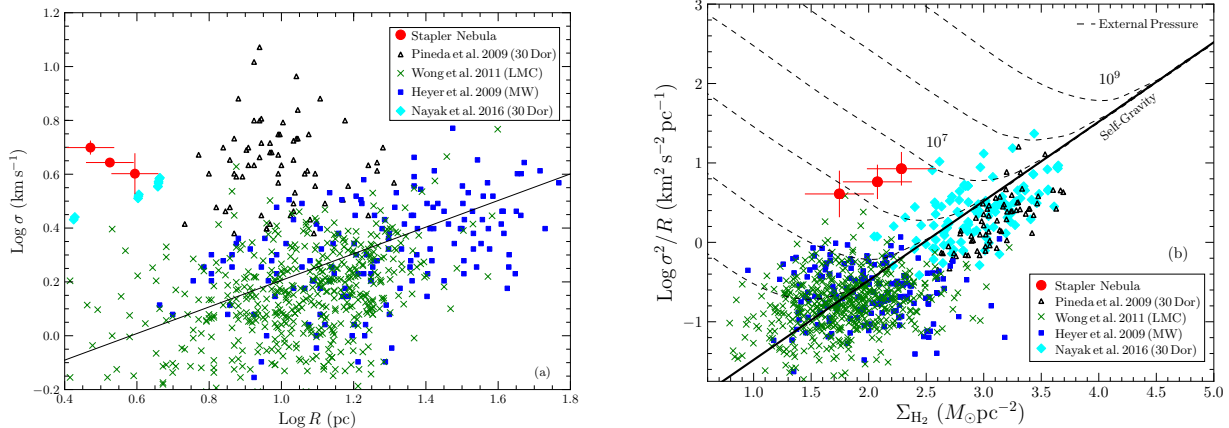 Log σ (km s⁻¹)
1.2
1.0
0.8
0.6
0.4
0.2
0.0
−0.2
0.4 0.6 0.8 1.0 1.2 1.4 1.6 1.8
Log R (pc)
Stapler Nebula
Pineda et al. 2009 (30 Dor)
Wong et al. 2011 (LMC)
Heyer et al. 2009 (MW)
Nayak et al. 2016 (30 Dor)
(a)
Log σ²/R (km² s⁻² pc⁻¹)
3
2
1
0
−1
1.0 1.5 2.0 2.5 3.0 3.5 4.0 4.5 5.0
Σ_H₂ (M⊙pc⁻²)
External Pressure
10⁹
Self-Gravity
10⁷
(b)
Stapler Nebula
Pineda et al. 2009 (30 Dor)
Wong et al. 2011 (LMC)
Heyer et al. 2009 (MW)
Nayak et al. 2016 (30 Dor)